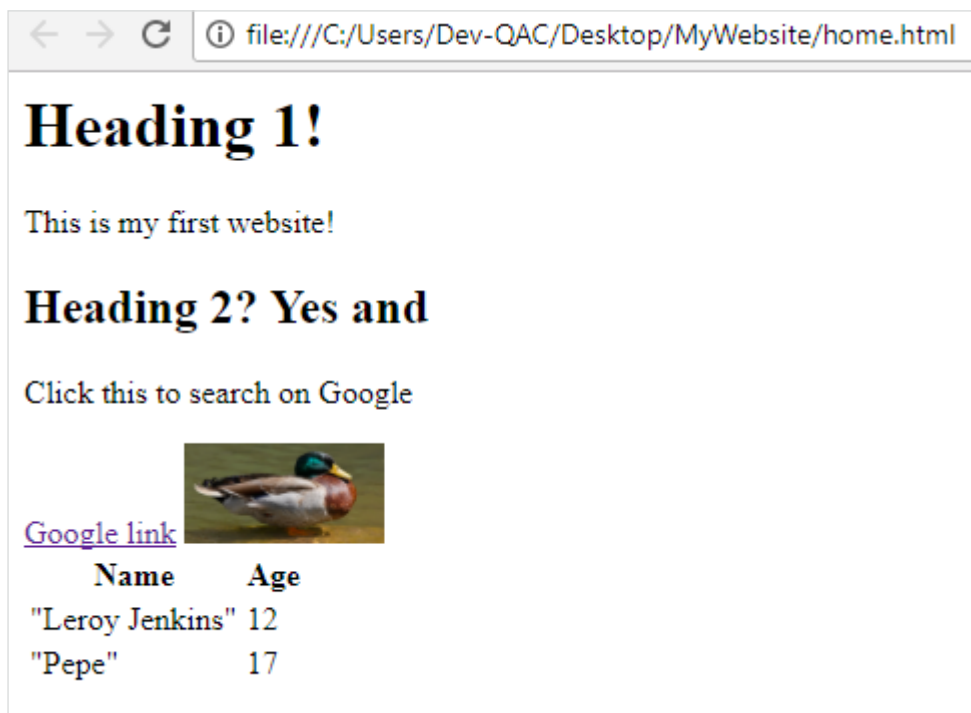 file:///C:/Users/Dev-QAC/Desktop/MyWebsite/home.html
Heading 1!
This is my first website!
Heading 2? Yes and
Click this to search on Google
Google link
Name Age
"Leroy Jenkins" 12
"Pepe" 17